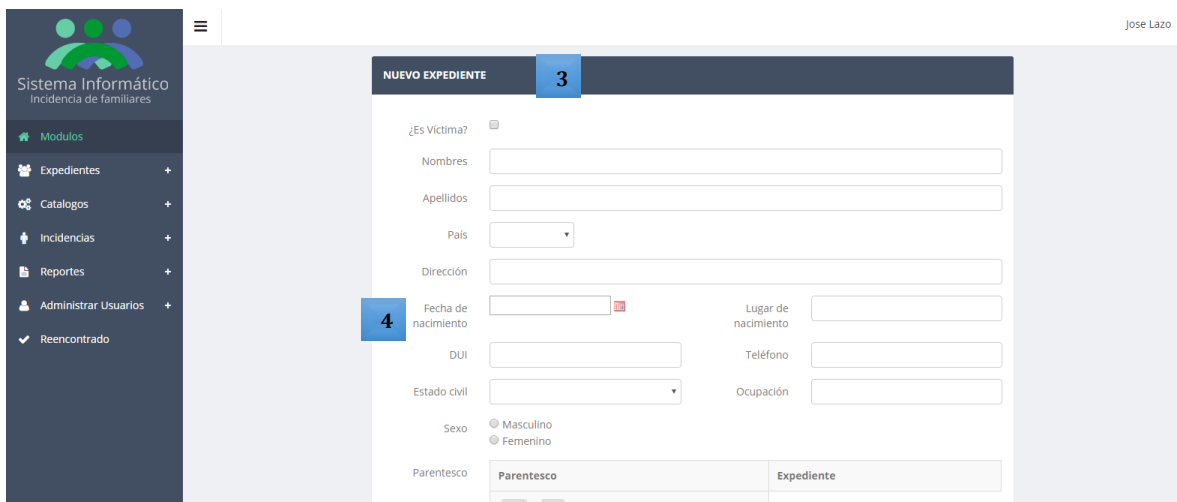 Jose Lazo
Sistema Informático
Incidencia de familiares
Modulos
Expedientes +
Catalogos +
Incidencias +
Reportes +
Administrar Usuarios +
Reencontrado
NUEVO EXPEDIENTE 3
¿Es Víctima?
Nombres
Apellidos
País
Dirección
4
Fecha de
nacimiento
Lugar de
nacimiento
DUI Teléfono
Estado civil Ocupación
Sexo
Masculino
Femenino
Parentesco Parentesco Expediente